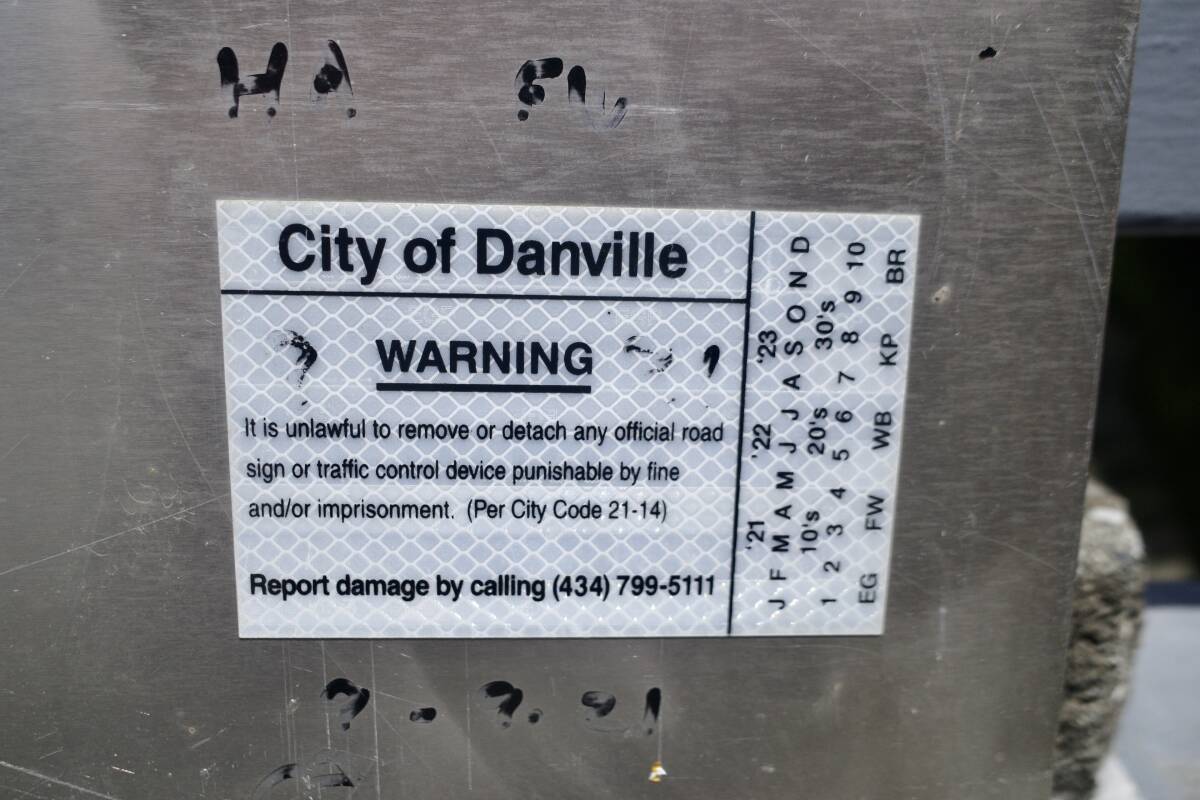 City of Danville
WARNING
It is unlawful to remove or detach any official road
sign or traffic control device punishable by fine
and/or imprisonment. (Per City Code 21-14)
Report damage by calling (434) 799-5111
'21 '22 '23
J F M A M J J A S O N D
10's 20's 30's
1 2 3 4 5 6 7 8 9 10
EG FW WB KP BR